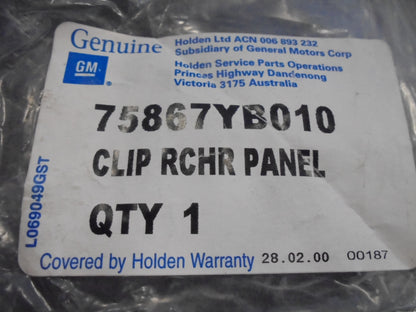 Genuine
GM
Holden Ltd ACN 006 893 232
Subsidiary of General Motors Corp
Holden Service Parts Operations
Princes Highway Dandenong
Victoria 3175 Australia
75867YB010
CLIP RCHR PANEL
QTY 1
L069049GST
Covered by Holden Warranty 28.02.00 00187